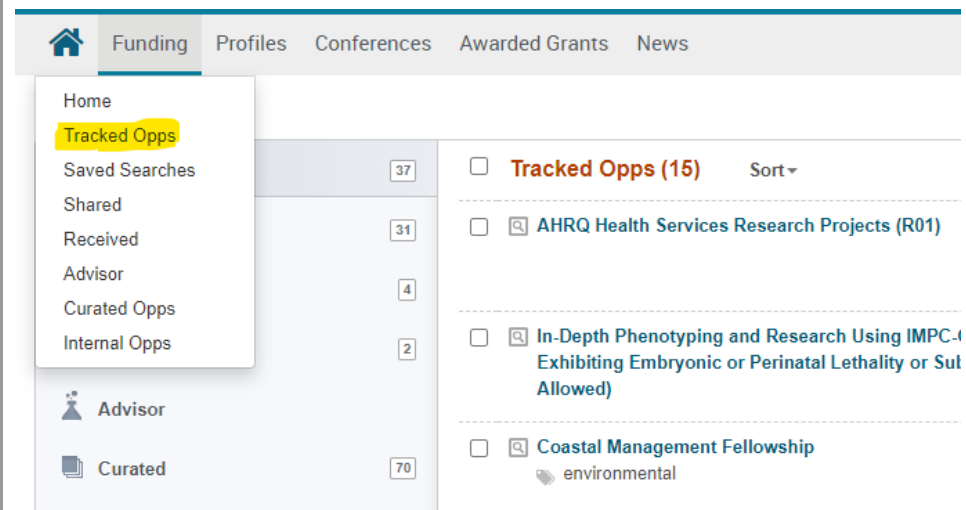 Funding Profiles Conferences Awarded Grants News
Home
Tracked Opps
Saved Searches
Shared
Received
Advisor
Curated Opps
Internal Opps
37
31
4
2
Advisor
Curated 70
Tracked Opps (15) Sort
AHRQ Health Services Research Projects (R01)
In-Depth Phenotyping and Research Using IMPC-
Exhibiting Embryonic or Perinatal Lethality or Sub
Allowed)
Coastal Management Fellowship
environmental